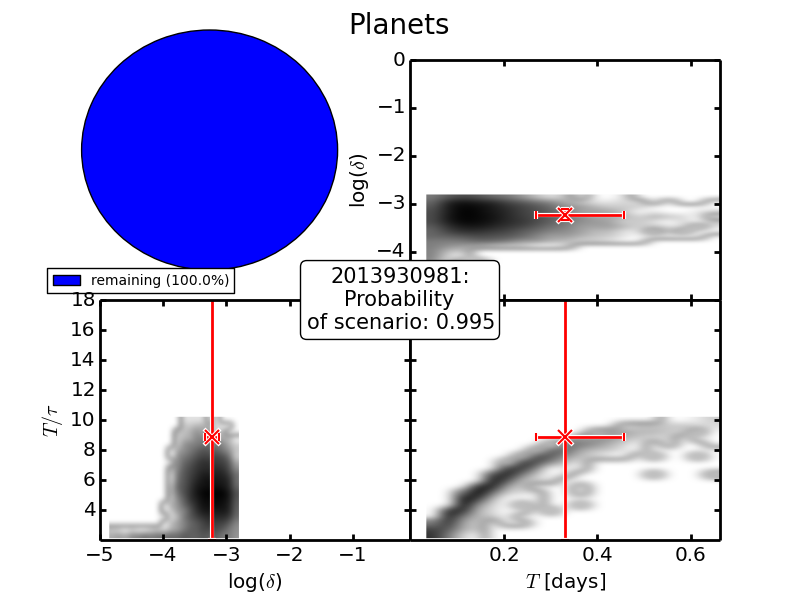 Planets
0
−1
−2
−3
−4
log(δ)
remaining (100.0%)
2013930981:
Probability
of scenario: 0.995
18
16
14
12
10
8
6
4
T/τ
−5 −4 −3 −2 −1
log(δ)
0.2 0.4 0.6
T [days]